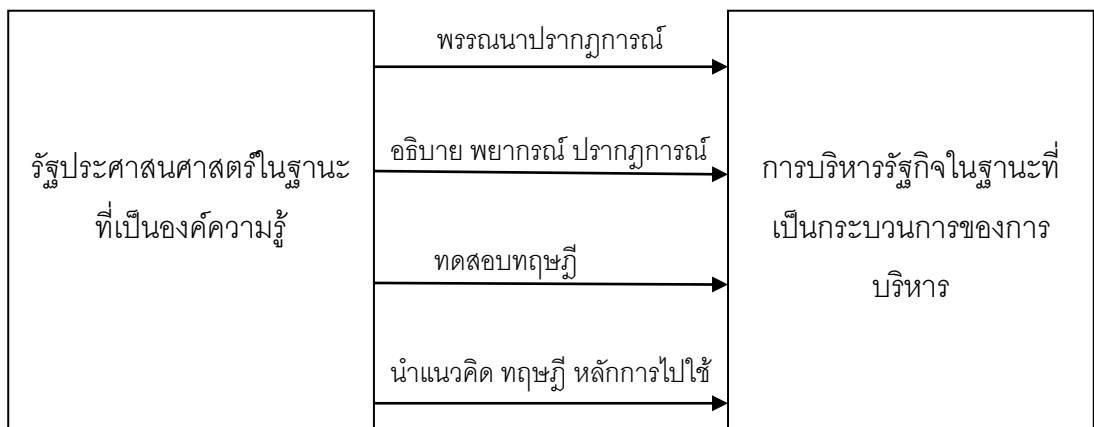 รัฐประศาสนศาสตร์ในฐานะ
ที่เป็นองค์ความรู้
พรรณนาปรากฏการณ์
อธิบาย พยากรณ์ ปรากฏการณ์
ทดสอบทฤษฎี
นำแนวคิด ทฤษฎี หลักการไปใช้
การบริหารรัฐกิจในฐานะที่
เป็นกระบวนการของการ
บริหาร